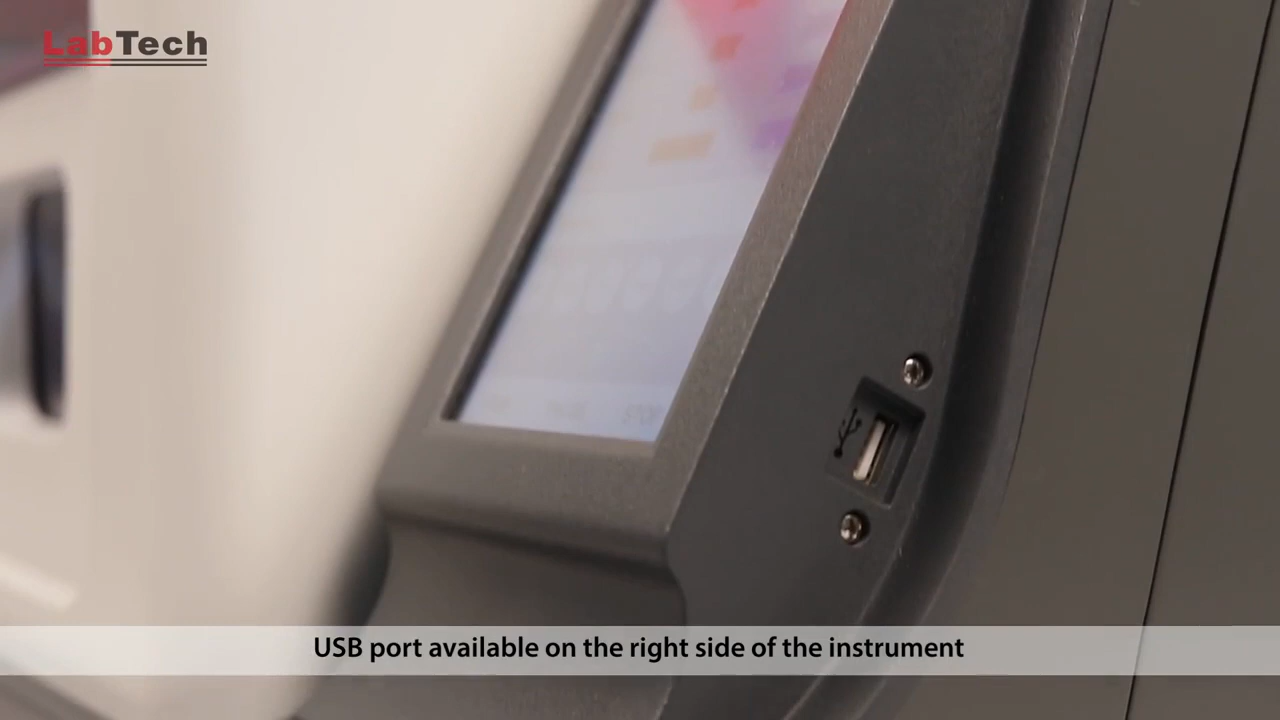 LabTech
USB port available on the right side of the instrument